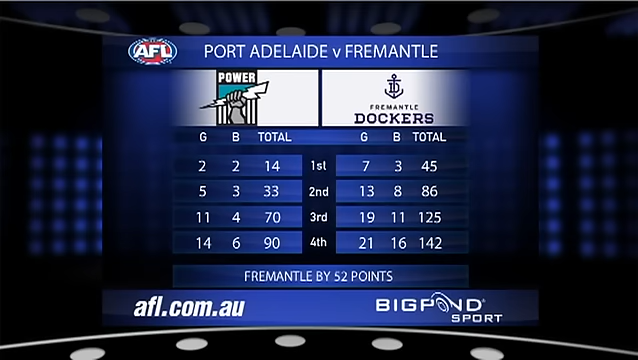 AFL PORT ADELAIDE v FREMANTLE
POWER
FREMANTLE
DOCKERS
G B TOTAL G B TOTAL
2 2 14 1st 7 3 45
5 3 33 2nd 13 8 86
11 4 70 3rd 19 11 125
14 6 90 4th 21 16 142
FREMANTLE BY 52 POINTS
afl.com.au BIGPOND
SPORT